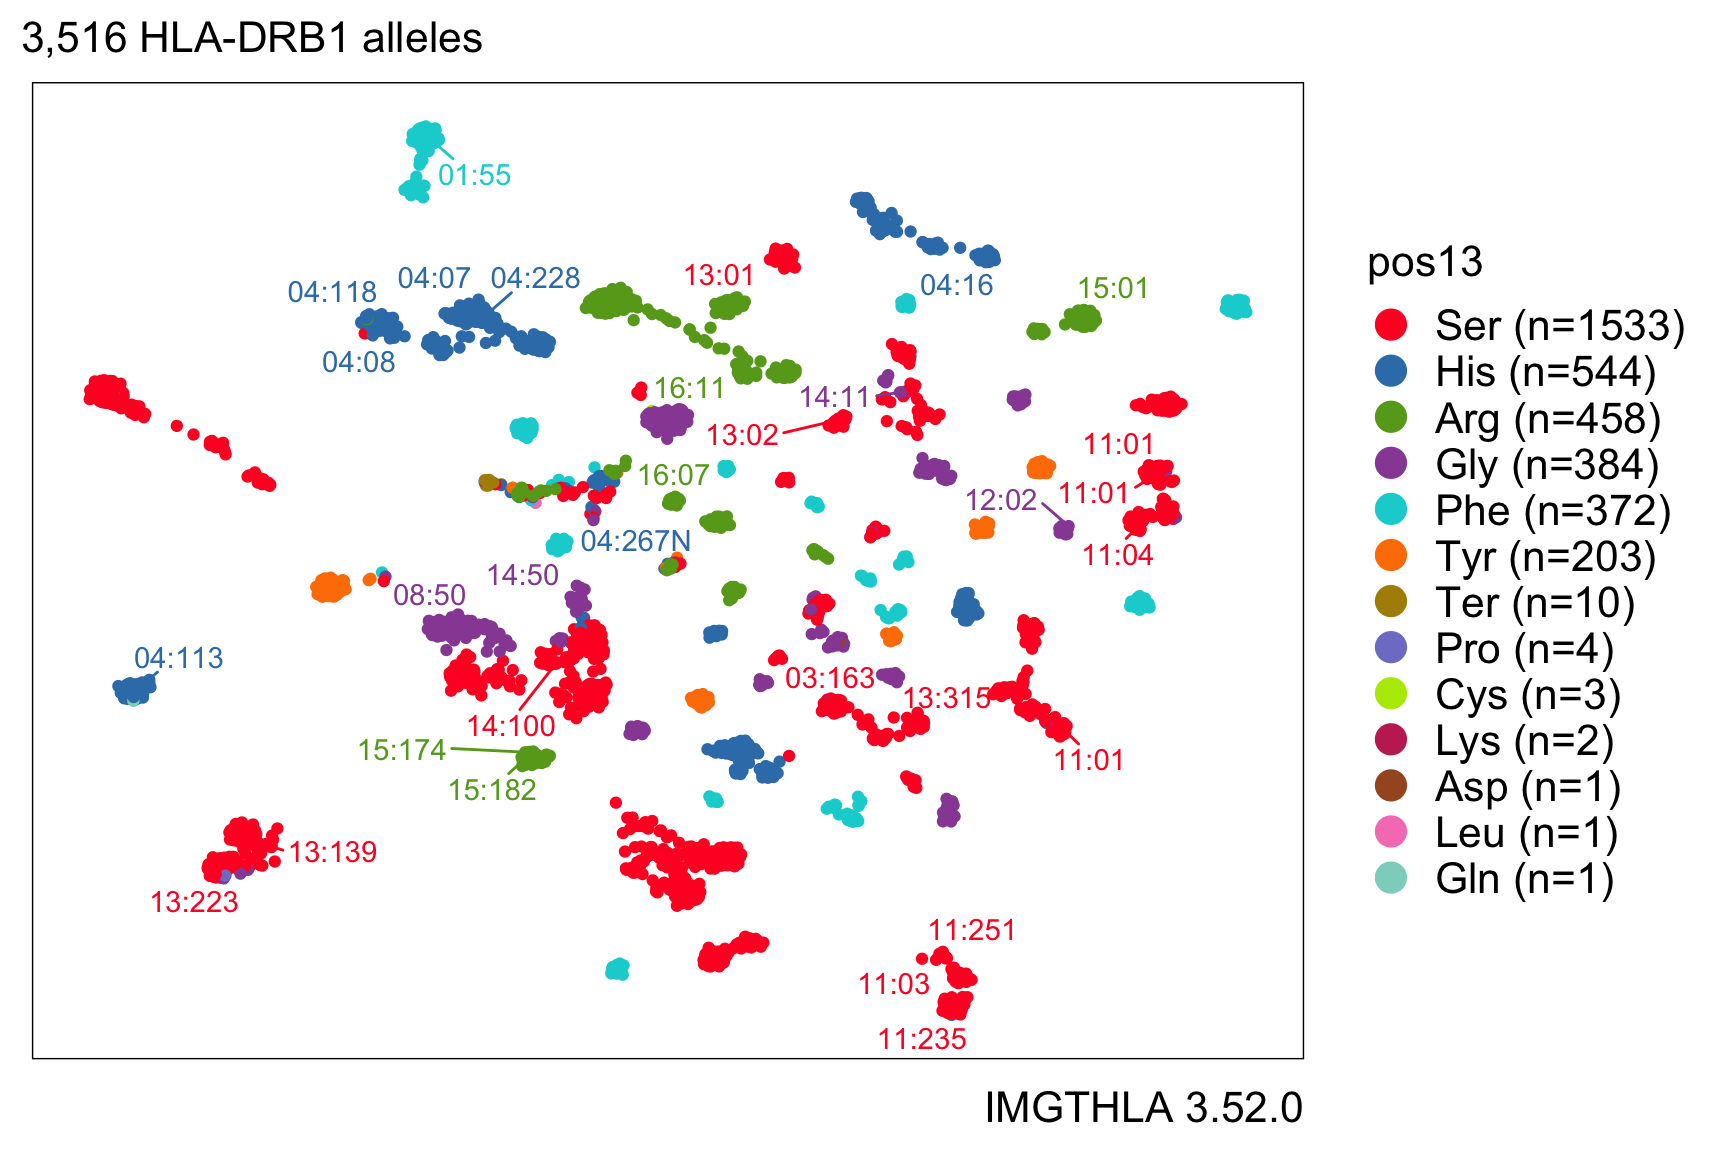 3,516 HLA-DRB1 alleles
01:55
04:118
04:07
04:228
04:08
13:01
04:16
15:01
16:11
14:11
13:02
11:01
16:07
11:01
12:02
04:267N
11:04
14:50
08:50
04:113
03:163
13:315
14:100
15:174
15:182
11:01
13:139
13:223
11:251
11:03
11:235
IMGTHLA 3.52.0
pos13
Ser (n=1533)
His (n=544)
Arg (n=458)
Gly (n=384)
Phe (n=372)
Tyr (n=203)
Ter (n=10)
Pro (n=4)
Cys (n=3)
Lys (n=2)
Asp (n=1)
Leu (n=1)
Gln (n=1)